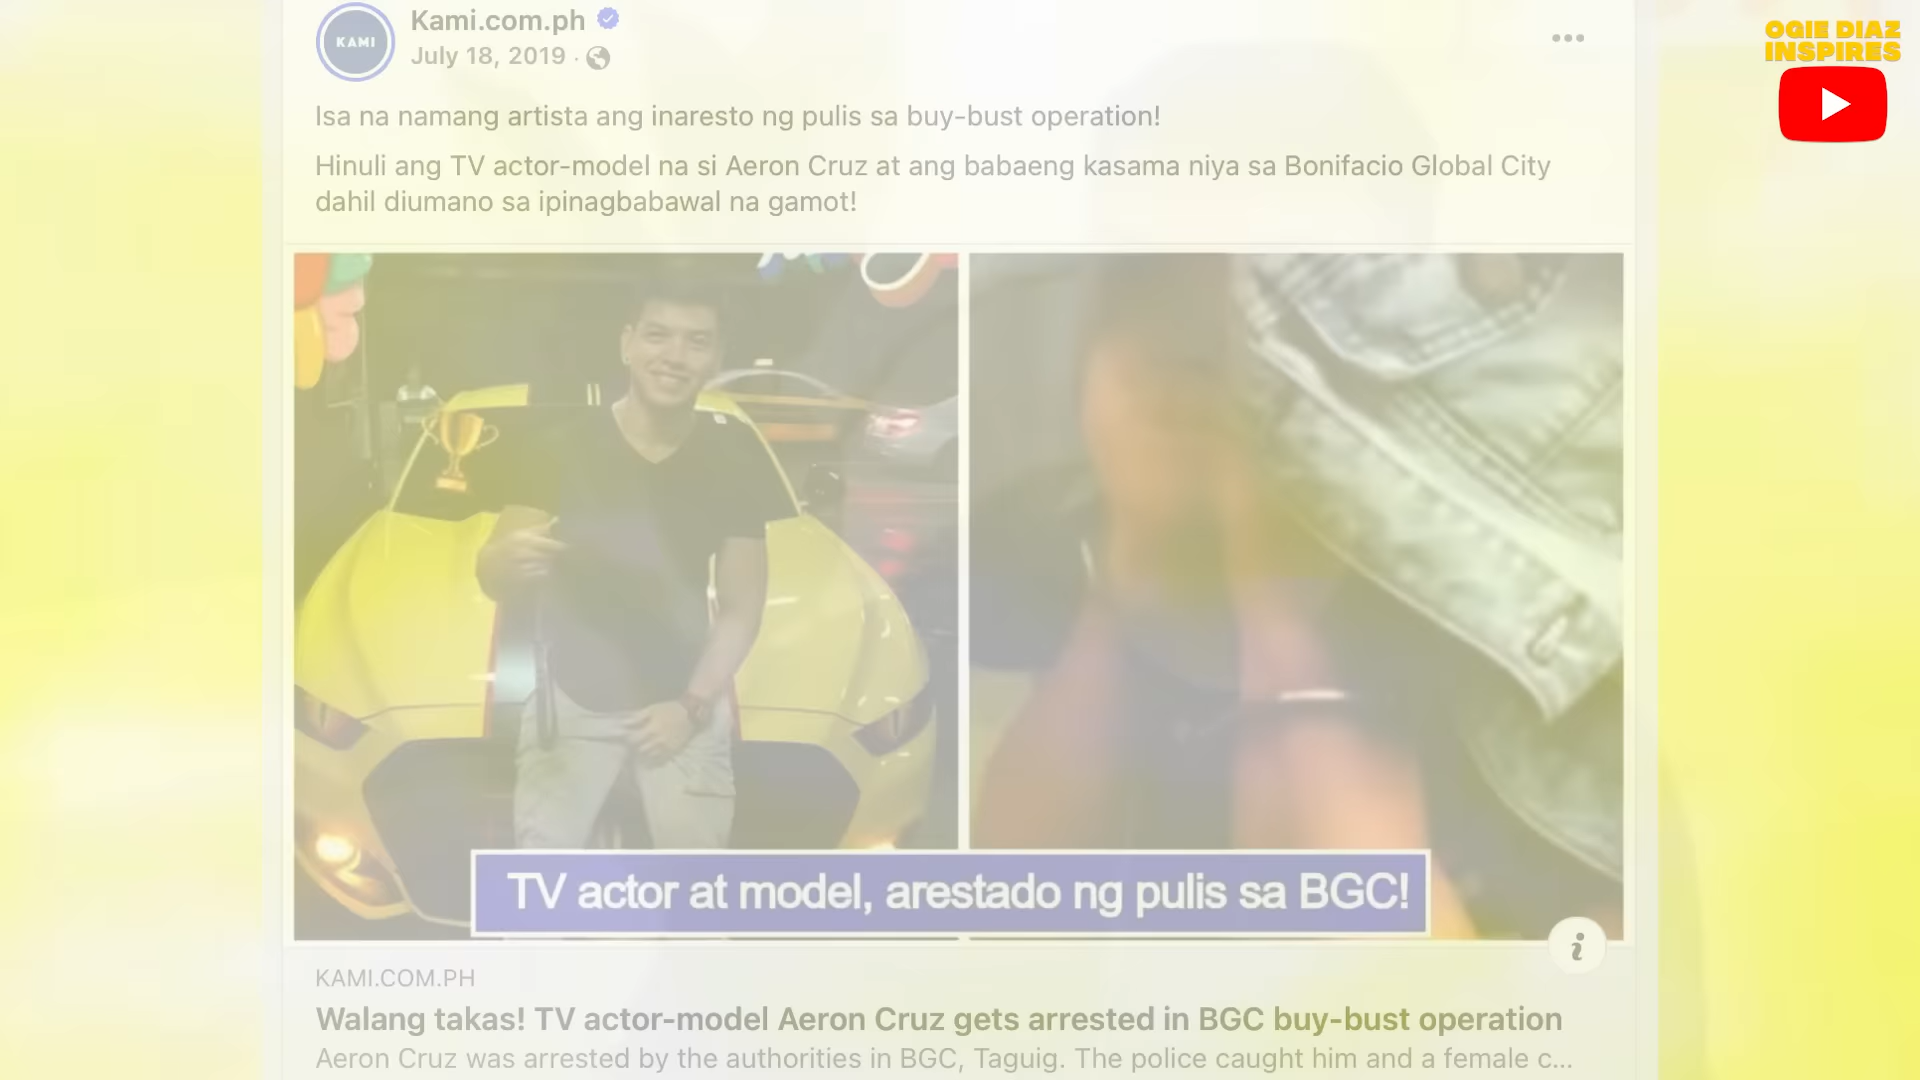 OGIE DIAZ
INSPIRES
KAMI
Kami.com.ph
July 18, 2019 ·
Isa na namang artista ang inaresto ng pulis sa buy-bust operation!
Hinuli ang TV actor-model na si Aeron Cruz at ang babaeng kasama niya sa Bonifacio Global City
dahil diumano sa ipinagbabawal na gamot!
TV actor at model, arestado ng pulis sa BGC!
KAMI.COM.PH
Walang takas! TV actor-model Aeron Cruz gets arrested in BGC buy-bust operation
Aeron Cruz was arrested by the authorities in BGC, Taguig. The police caught him and a female c...